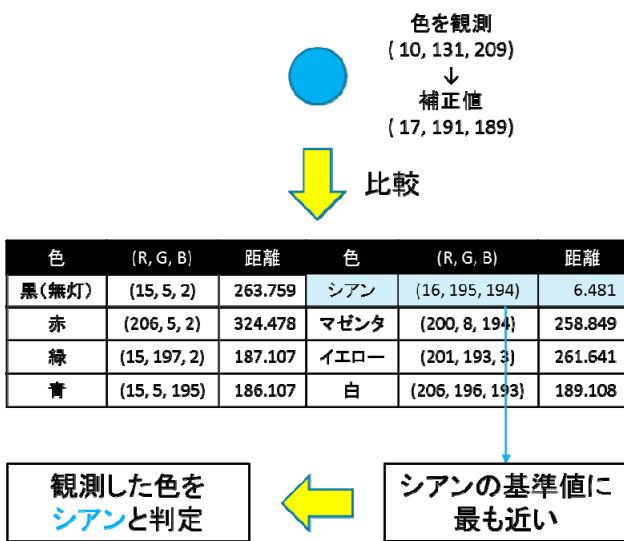 色を観測
( 10, 131, 209)
↓
補正値
( 17, 191, 189)
比較
色 (R, G, B) 距離 色 (R, G, B) 距離
黒(無灯) (15, 5, 2) 263.759 シアン (16, 195, 194) 6.481
赤 (206, 5, 2) 324.478 マゼンタ (200, 8, 194) 258.849
緑 (15, 197, 2) 187.107 イエロー (201, 193, 3) 261.641
青 (15, 5, 195) 186.107 白 (206, 196, 193) 189.108
観測した色を
シアンと判定
シアンの基準値に
最も近い